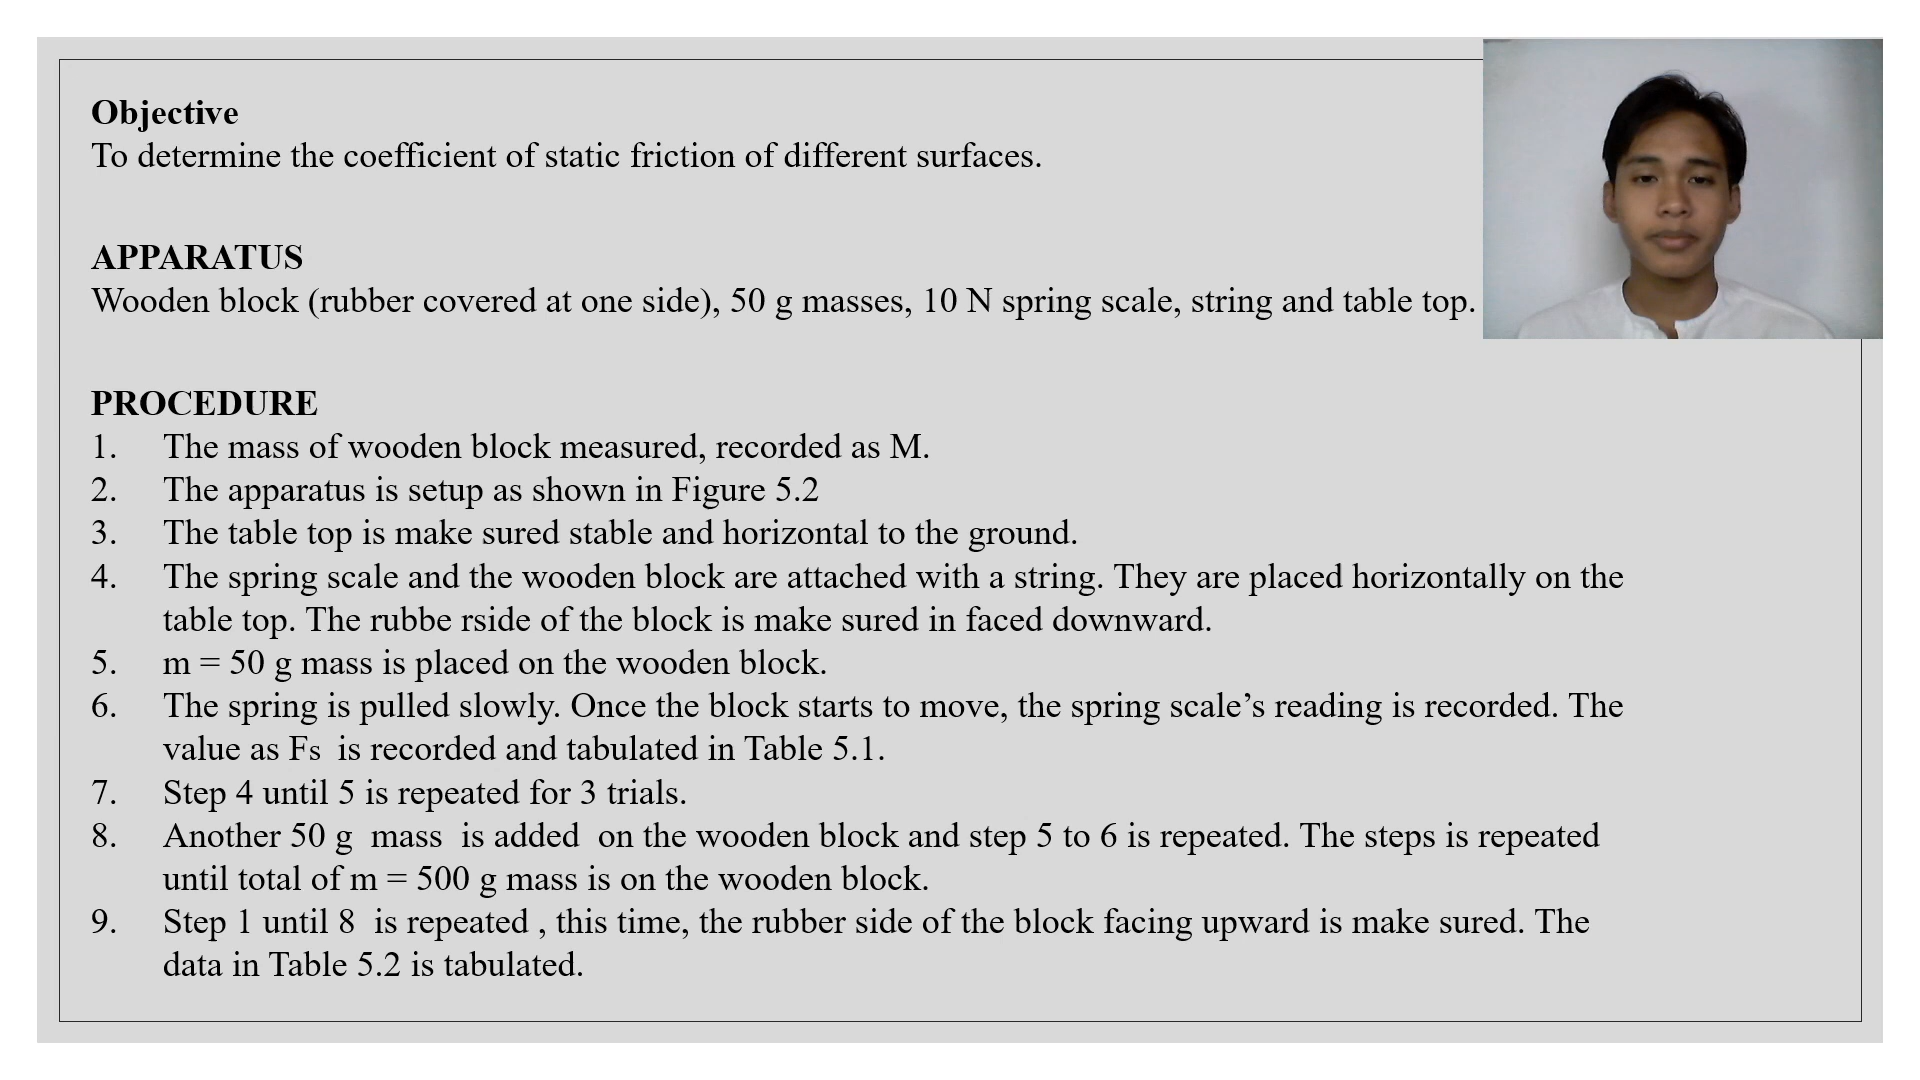 Objective
To determine the coefficient of static friction of different surfaces.
APPARATUS
Wooden block (rubber covered at one side), 50 g masses, 10 N spring scale, string and table top.
PROCEDURE
1. The mass of wooden block measured, recorded as M.
2. The apparatus is setup as shown in Figure 5.2
3. The table top is make sured stable and horizontal to the ground.
4. The spring scale and the wooden block are attached with a string. They are placed horizontally on the
table top. The rubbe rside of the block is make sured in faced downward.
5. m = 50 g mass is placed on the wooden block.
6. The spring is pulled slowly. Once the block starts to move, the spring scale’s reading is recorded. The
value as Fs is recorded and tabulated in Table 5.1.
7. Step 4 until 5 is repeated for 3 trials.
8. Another 50 g mass is added on the wooden block and step 5 to 6 is repeated. The steps is repeated
until total of m = 500 g mass is on the wooden block.
9. Step 1 until 8 is repeated , this time, the rubber side of the block facing upward is make sured. The
data in Table 5.2 is tabulated.